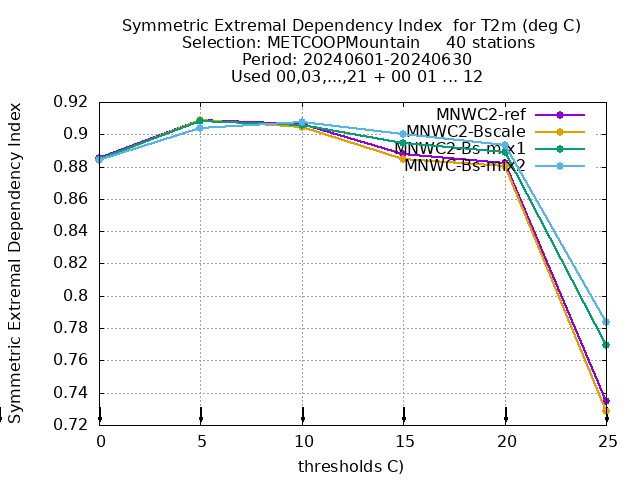 Symmetric Extremal Dependency Index  for T2m (deg C)
Selection: METCOOPMountain     40 stations
Period: 20240601-20240630
Used 00,03,...,21 + 00 01 ... 12
Symmetric Extremal Dependency Index
0.92
0.9
0.88
0.86
0.84
0.82
0.8
0.78
0.76
0.74
0.72
MNWC2-ref
MNWC2-Bscale
MNWC2-Bs-mix1
MNWC-Bs-mix2
0 5 10 15 20 25
thresholds C)